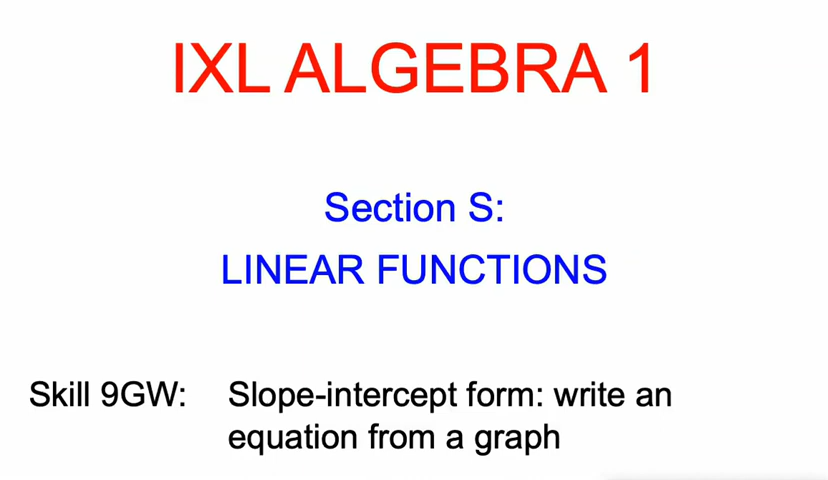 IXL ALGEBRA 1
Section S:
LINEAR FUNCTIONS
Skill 9GW: Slope-intercept form: write an
equation from a graph